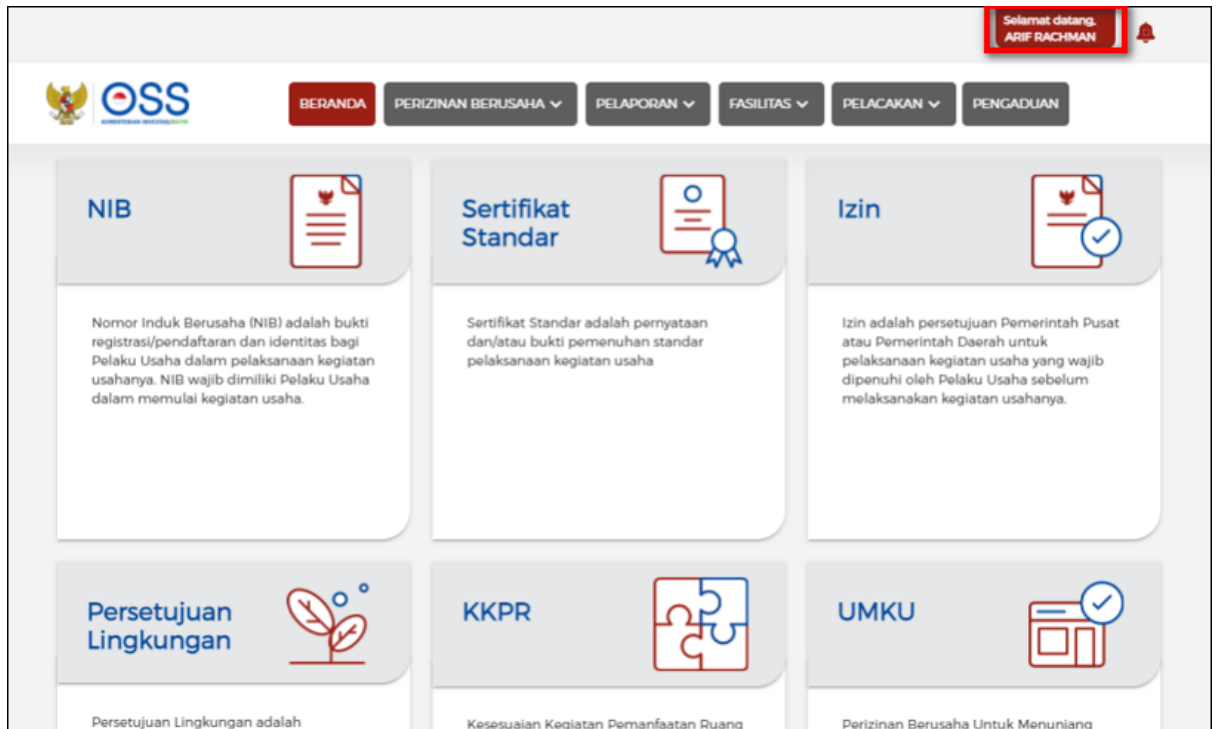 Selamat datang,
ARIF RACHMAN
OSS
KEMENTERIAN INVESTASI/BKPM
BERANDA
PERIZINAN BERUSAHA
PELAPORAN
FASILITAS
PELACAKAN
PENGADUAN
NIB
Nomor Induk Berusaha (NIB) adalah bukti
registrasi/pendaftaran dan identitas bagi
Pelaku Usaha dalam pelaksanaan kegiatan
usahanya. NIB wajib dimiliki Pelaku Usaha
dalam memulai kegiatan usaha.
Sertifikat
Standar
Sertifikat Standar adalah pernyataan
dan/atau bukti pemenuhan standar
pelaksanaan kegiatan usaha
Izin
Izin adalah persetujuan Pemerintah Pusat
atau Pemerintah Daerah untuk
pelaksanaan kegiatan usaha yang wajib
dipenuhi oleh Pelaku Usaha sebelum
melaksanakan kegiatan usahanya.
Persetujuan
Lingkungan
Persetujuan Lingkungan adalah
KKPR
Kesesuaian Kegiatan Pemanfaatan Ruang
UMKU
Perizinan Berusaha Untuk Menunjang